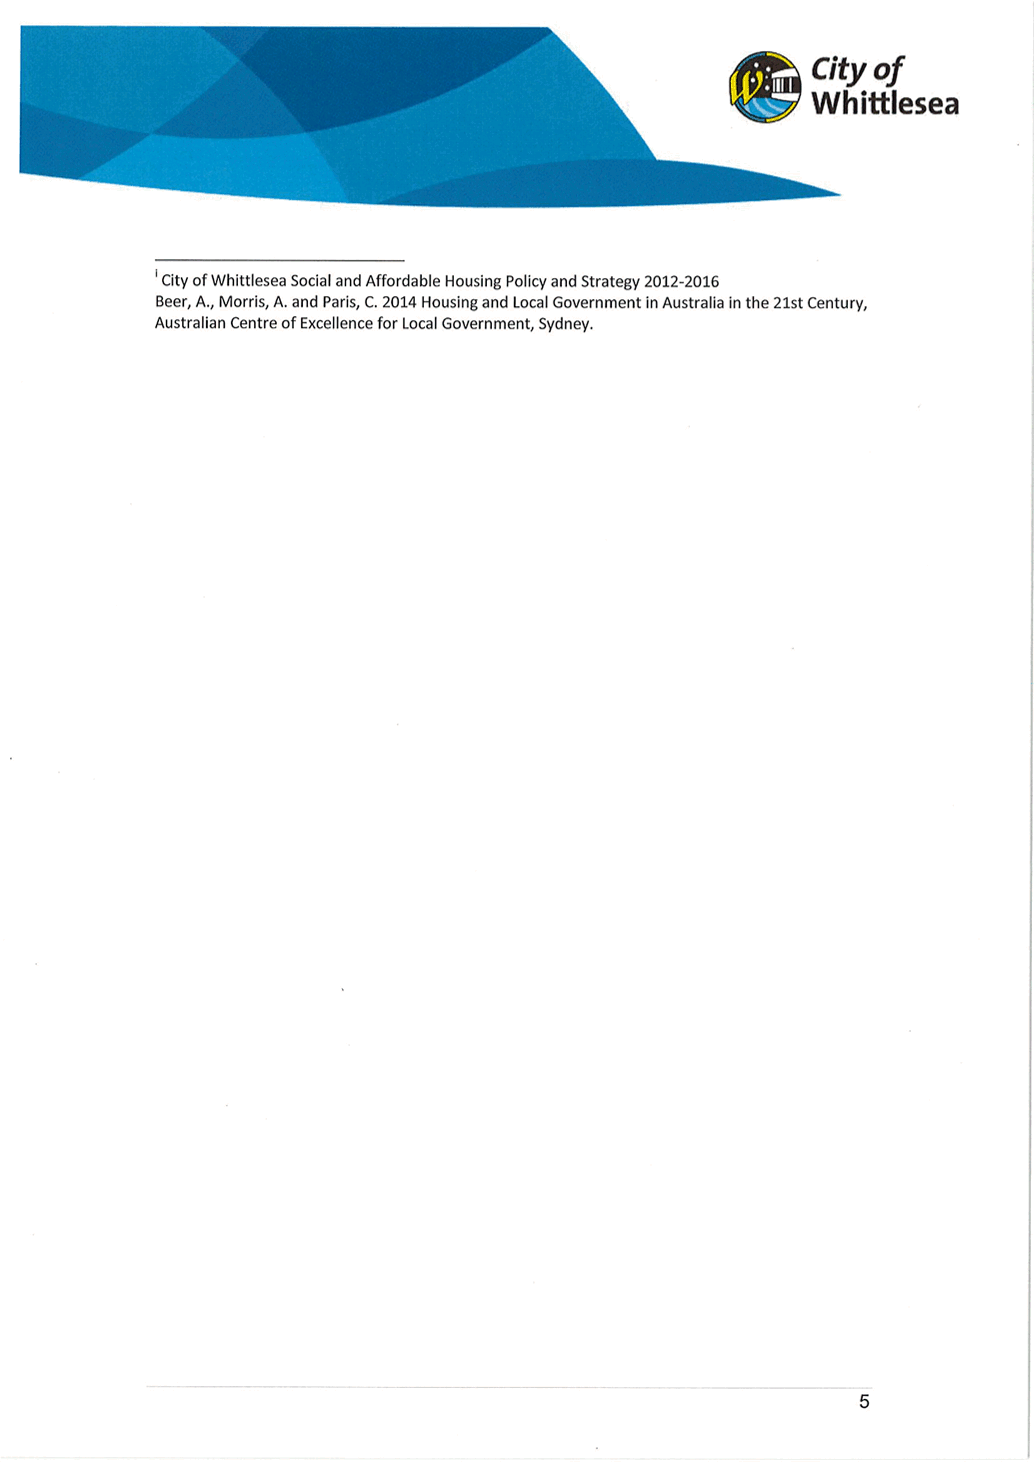 City of
Whittlesea
i City of Whittlesea Social and Affordable Housing Policy and Strategy 2012-2016
Beer, A., Morris, A. and Paris, C. 2014 Housing and Local Government in Australia in the 21st Century,
Australian Centre of Excellence for Local Government, Sydney.
5